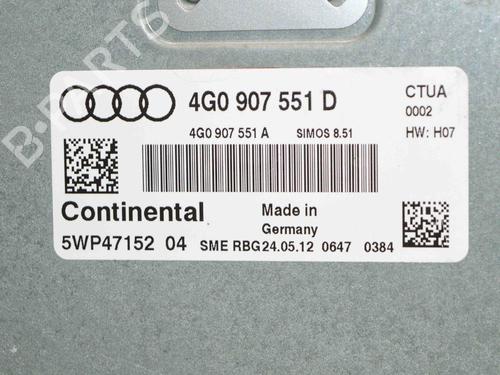 4G0 907 551 D
CTUA
0002
4G0 907 551 A SIMOS 8.51
HW: H07
Continental
Made in
Germany
5WP47152 04 SME RBG24.05.12 0647 0384
B-PARTS